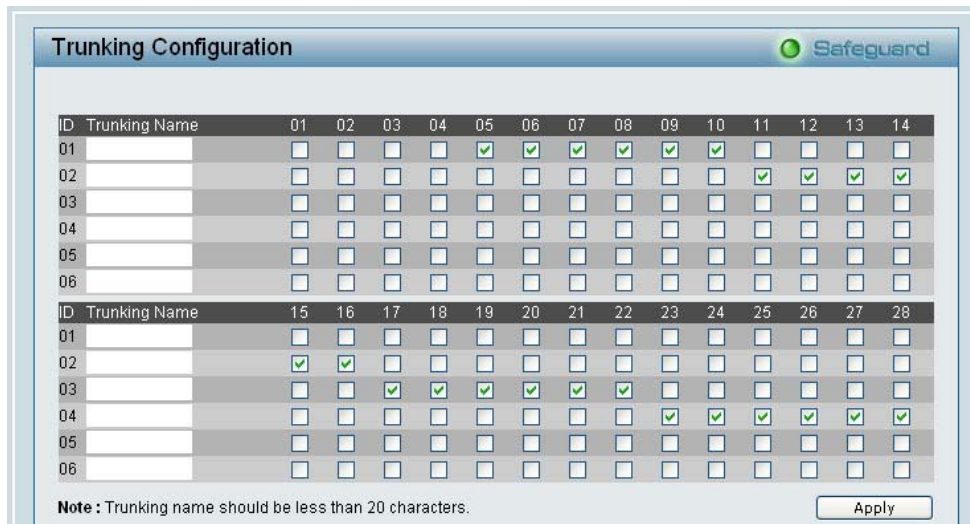 Trunking Configuration
Safeguard
ID Trunking Name 01 02 03 04 05 06 07 08 09 10 11 12 13 14
01
02
03
04
05
06
ID Trunking Name 15 16 17 18 19 20 21 22 23 24 25 26 27 28
01
02
03
04
05
06
Note : Trunking name should be less than 20 characters.
Apply